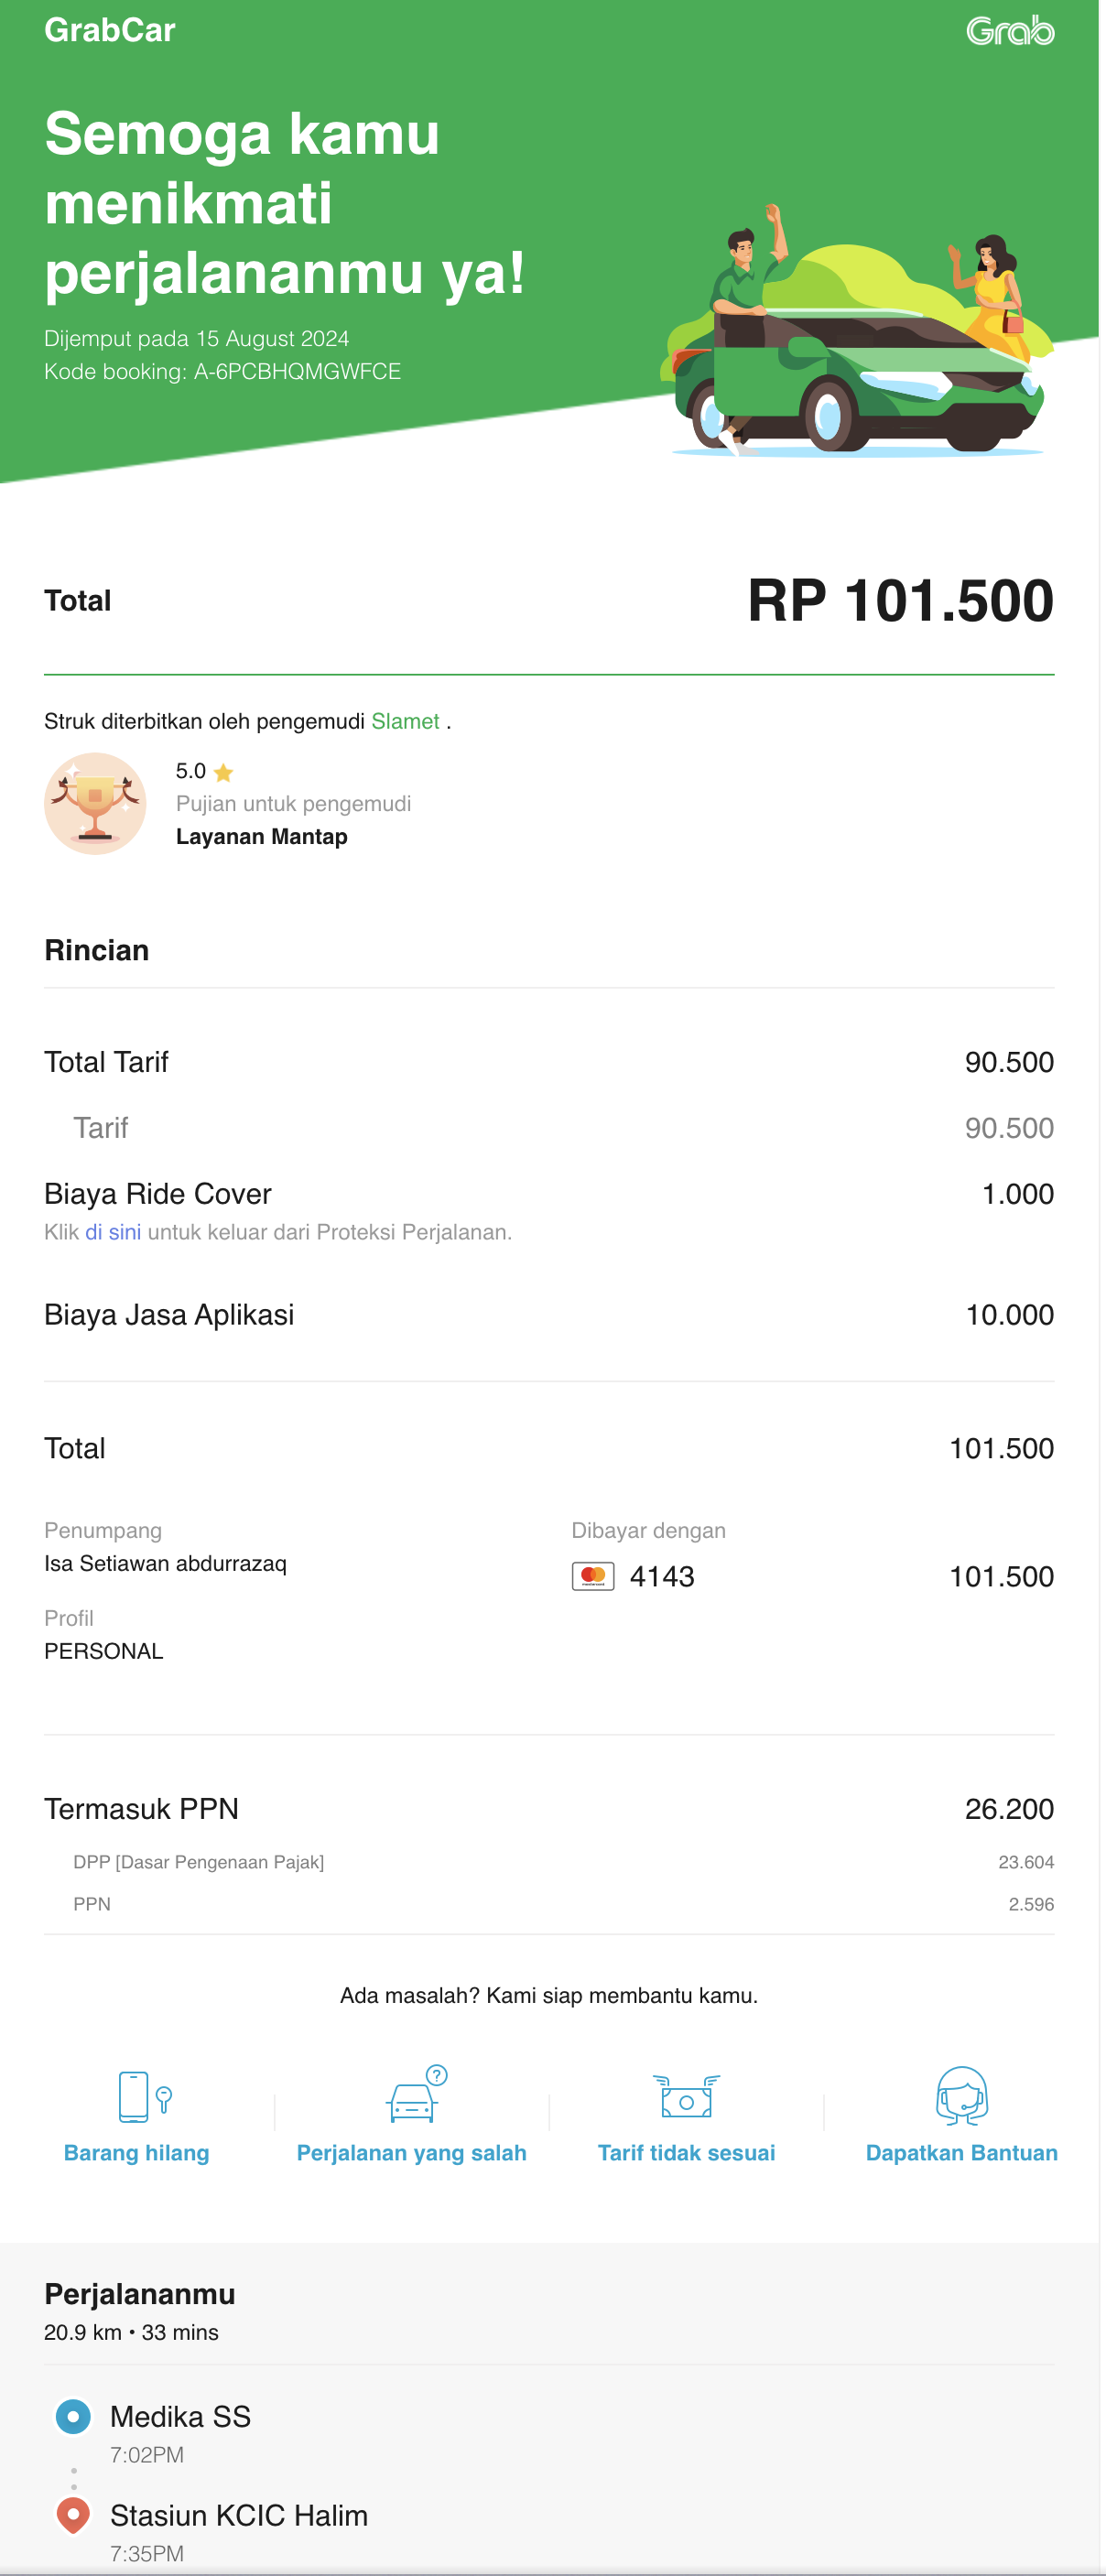 GrabCar
Grab
Semoga kamu
menikmati
perjalananmu ya!
Dijemput pada 15 August 2024
Kode booking: A-6PCBHQMGWFCE
Total
RP 101.500
Struk diterbitkan oleh pengemudi Slamet .
5.0
Pujian untuk pengemudi
Layanan Mantap
Rincian
Total Tarif 90.500
Tarif 90.500
Biaya Ride Cover 1.000
Klik di sini untuk keluar dari Proteksi Perjalanan.
Biaya Jasa Aplikasi 10.000
Total 101.500
Penumpang
Isa Setiawan abdurrazaq
Profil
PERSONAL
Dibayar dengan
mastercard 4143 101.500
Termasuk PPN 26.200
DPP [Dasar Pengenaan Pajak] 23.604
PPN 2.596
Ada masalah? Kami siap membantu kamu.
Barang hilang
Perjalanan yang salah
Tarif tidak sesuai
Dapatkan Bantuan
Perjalananmu
20.9 km • 33 mins
Medika SS
7:02PM
Stasiun KCIC Halim
7:35PM